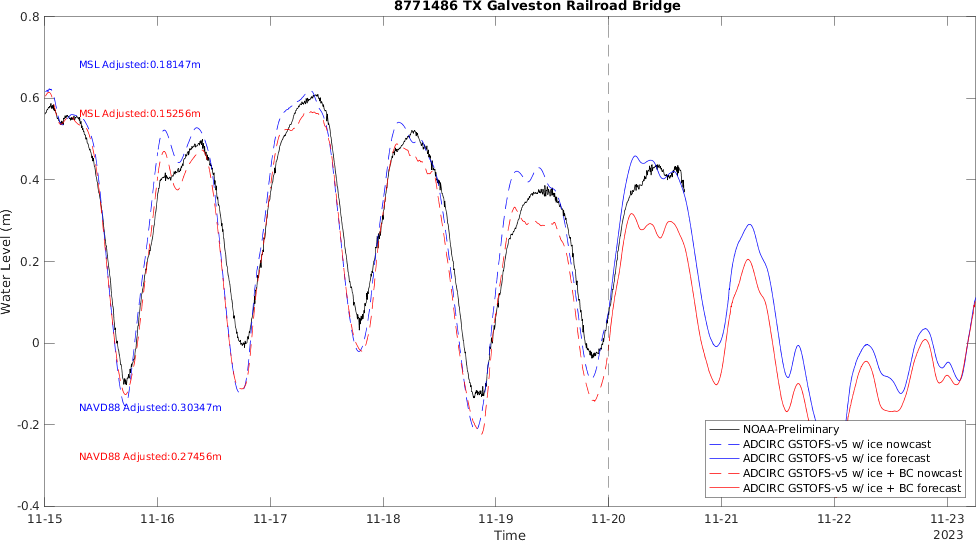 8771486 TX Galveston Railroad Bridge
0.8
0.6
0.4
0.2
0
-0.2
-0.4
Water Level (m)
MSL Adjusted:0.18147m
MSL Adjusted:0.15256m
NAVD88 Adjusted:0.30347m
NAVD88 Adjusted:0.27456m
NOAA-Preliminary
ADCIRC GSTOFS-v5 w/ ice nowcast
ADCIRC GSTOFS-v5 w/ ice forecast
ADCIRC GSTOFS-v5 w/ ice + BC nowcast
ADCIRC GSTOFS-v5 w/ ice + BC forecast
11-15 11-16 11-17 11-18 11-19 11-20 11-21 11-22 11-23
Time 2023